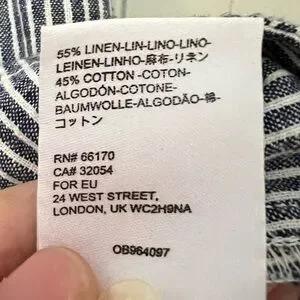 55% LINEN-LIN-LINO-LINO-
LEINEN-LINHO-麻布-リネン
45% COTTON -COTON-
ALGODÓN-COTONE-
BAUMWOLLE-ALGODÃO-棉-
コットン
RN# 66170
CA# 32054
FOR EU
24 WEST STREET,
LONDON, UK WC2H9NA
OB964097